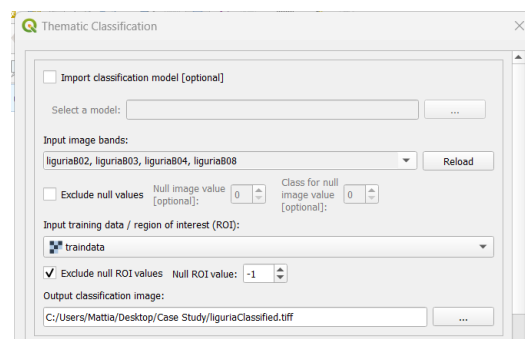 Thematic Classification
Import classification model [optional]
Select a model:
...
Input image bands:
liguriaB02, liguriaB03, liguriaB04, liguriaB08
Reload
Exclude null values
Null image value
[optional]:
0
Class for null
image value
[optional]:
0
Input training data / region of interest (ROI):
traindata
Exclude null ROI values
Null ROI value:
-1
Output classification image:
C:/Users/Mattia/Desktop/Case Study/liguriaClassified.tiff
...